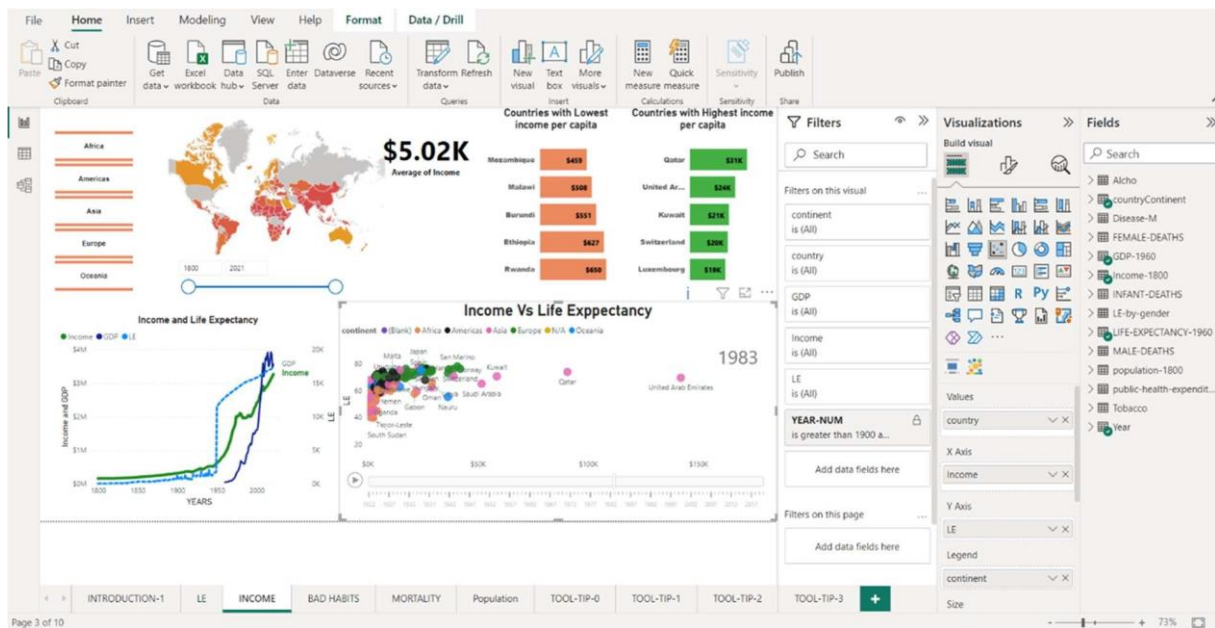 File Home Insert Modeling View Help Format Data / Drill
Paste
Cut
Copy
Format painter
Get data
Excel workbook
Data hub
SQL Server
Enter data
Dataverse
Recent sources
Transform data
Refresh
New visual
Text box
More visuals
New measure
Quick measure
Sensitivity
Publish
Clipboard Data Queries Insert Calculations Sensitivity Share
Africa
Americas
Asia
Europe
Oceania
1800 2021
$5.02K
Average of Income
Countries with Lowest
income per capita
Mozambique $459
Malawi $508
Burundi $551
Ethiopia $627
Rwanda $650
Countries with Highest income
per capita
Qatar $31K
United Ar... $24K
Kuwait $21K
Switzerland $20K
Luxembourg $18K
Income and Life Expectancy
Income GDP LE
$4M 20K
$3M 15K
$2M 10K
$1M 5K
$0M 0K
GDP
Income
Income and GDP
LE
1800 1850 1900 1950 2000
YEARS
Income Vs Life Exppectancy
continent (Blank) Africa Americas Asia Europe N/A Oceania
1983
80
60
40
20
LE
Malta
Japan
San Marino
Kuwait
Switzerland
Qatar
United Arab Emirates
Saudi Arabia
Oman
Yemen
Gabon
Nauru
Timor-Leste
South Sudan
$0K $50K $100K $150K
Filters
Search
Filters on this visual ...
continent
is (All)
country
is (All)
GDP
is (All)
Income
is (All)
LE
is (All)
YEAR-NUM
is greater than 1900 a...
Add data fields here
Filters on this page ...
Add data fields here
Visualizations
Build visual
R Py
...
Values
country
X Axis
Income
Y Axis
LE
Legend
continent
Size
Fields
Search
Alcho
countryContinent
Disease-M
FEMALE-DEATHS
GDP-1960
Income-1800
INFANT-DEATHS
LE-by-gender
LIFE-EXPECTANCY-1960
MALE-DEATHS
population-1800
public-health-expendit...
Tobacco
Year
INTRODUCTION-1 LE INCOME BAD HABITS MORTALITY Population TOOL-TIP-0 TOOL-TIP-1 TOOL-TIP-2 TOOL-TIP-3
Page 3 of 10
73%